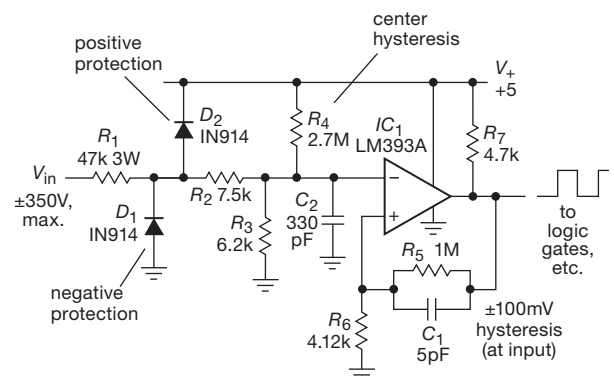 positive
protection
center
hysteresis
V+
+5
D2
IN914
R4
2.7M
IC1
LM393A
R7
4.7k
R1
47k 3W
Vin
±350V,
max.
R2 7.5k
D1
IN914
R3
6.2k
C2
330
pF
−
+
to
logic
gates,
etc.
negative
protection
R5 1M
R6
4.12k
C1
5pF
±100mV
hysteresis
(at input)